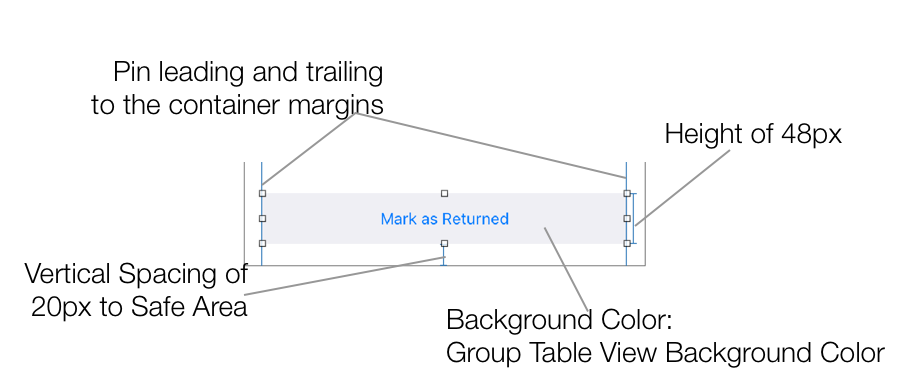 Pin leading and trailing
to the container margins
Height of 48px
Mark as Returned
Vertical Spacing of
20px to Safe Area
Background Color:
Group Table View Background Color